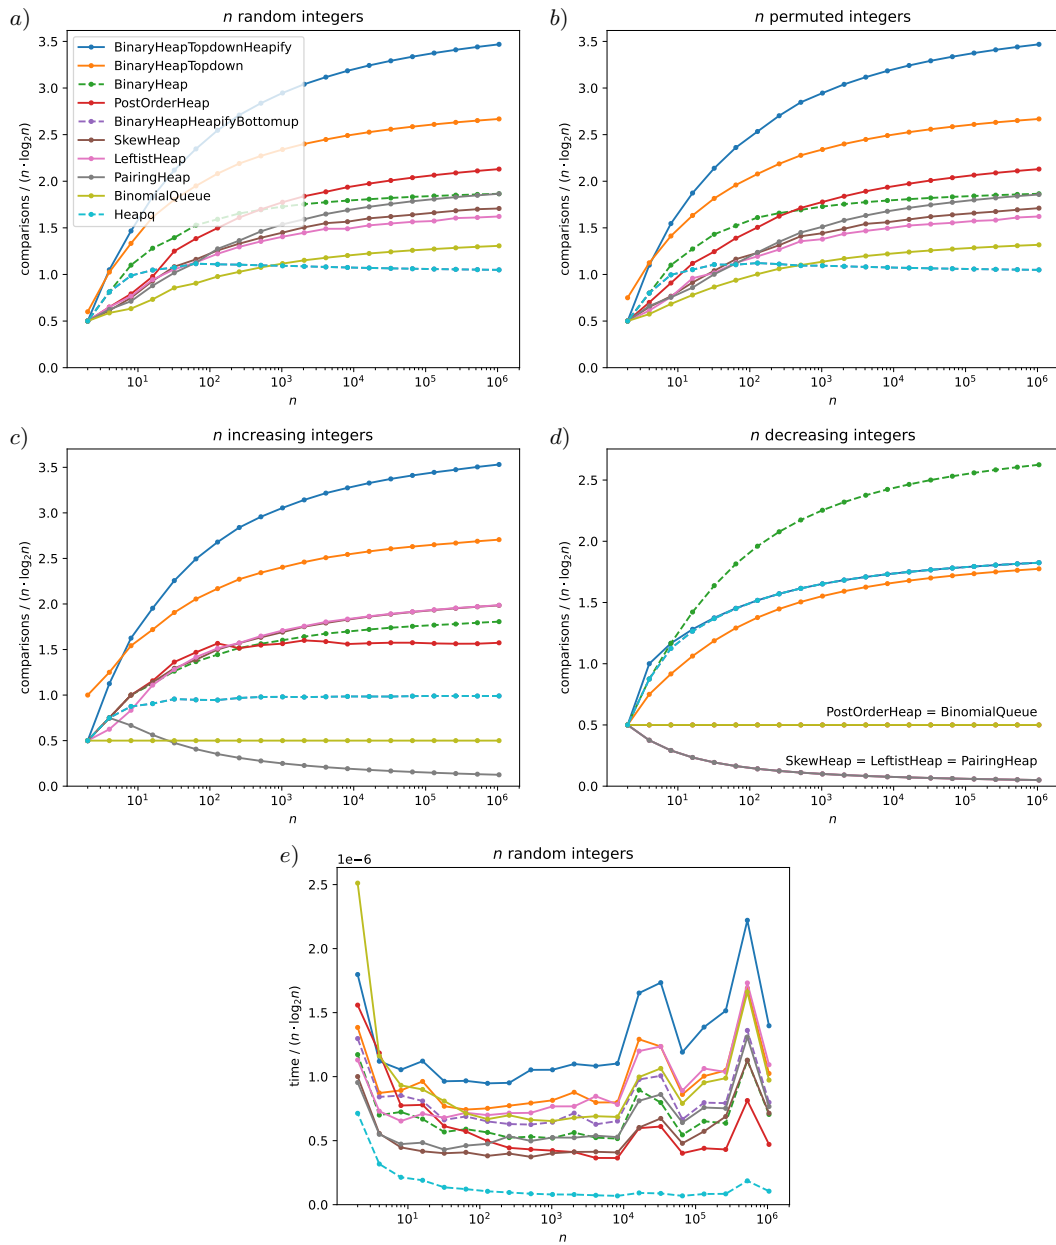 a)
n random integers
comparisons / (n · log₂n)
3.5
3.0
2.5
2.0
1.5
1.0
0.5
0.0
BinaryHeapTopdownHeapify
BinaryHeapTopdown
BinaryHeap
PostOrderHeap
BinaryHeapHeapifyBottomup
SkewHeap
LeftistHeap
PairingHeap
BinomialQueue
Heapq
10¹ 10² 10³ 10⁴ 10⁵ 10⁶
n
b)
n permuted integers
comparisons / (n · log₂n)
3.5
3.0
2.5
2.0
1.5
1.0
0.5
0.0
10¹ 10² 10³ 10⁴ 10⁵ 10⁶
n
c)
n increasing integers
comparisons / (n · log₂n)
3.5
3.0
2.5
2.0
1.5
1.0
0.5
0.0
10¹ 10² 10³ 10⁴ 10⁵ 10⁶
n
d)
n decreasing integers
comparisons / (n · log₂n)
2.5
2.0
1.5
1.0
0.5
0.0
PostOrderHeap = BinomialQueue
SkewHeap = LeftistHeap = PairingHeap
10¹ 10² 10³ 10⁴ 10⁵ 10⁶
n
e)
n random integers
1e−6
time / (n · log₂n)
2.5
2.0
1.5
1.0
0.5
0.0
10¹ 10² 10³ 10⁴ 10⁵ 10⁶
n